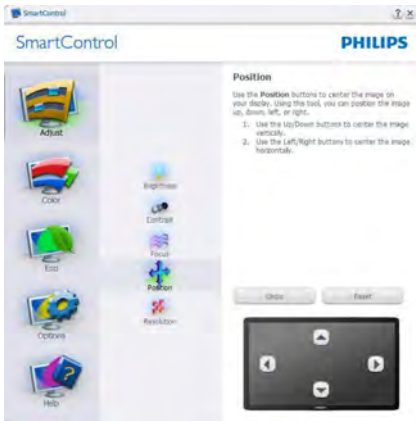 SmartControl
? ×
SmartControl
PHILIPS
Adjust
Color
Eco
Options
Help
Brightness
Contrast
Focus
Position
Resolution
Position
Use the Position buttons to center the image on
your display. Using the tool, you can position the image
up, down, left, or right.
1. Use the Up/Down buttons to center the image
vertically.
2. Use the Left/Right buttons to center the image
horizontally.
Undo
Reset